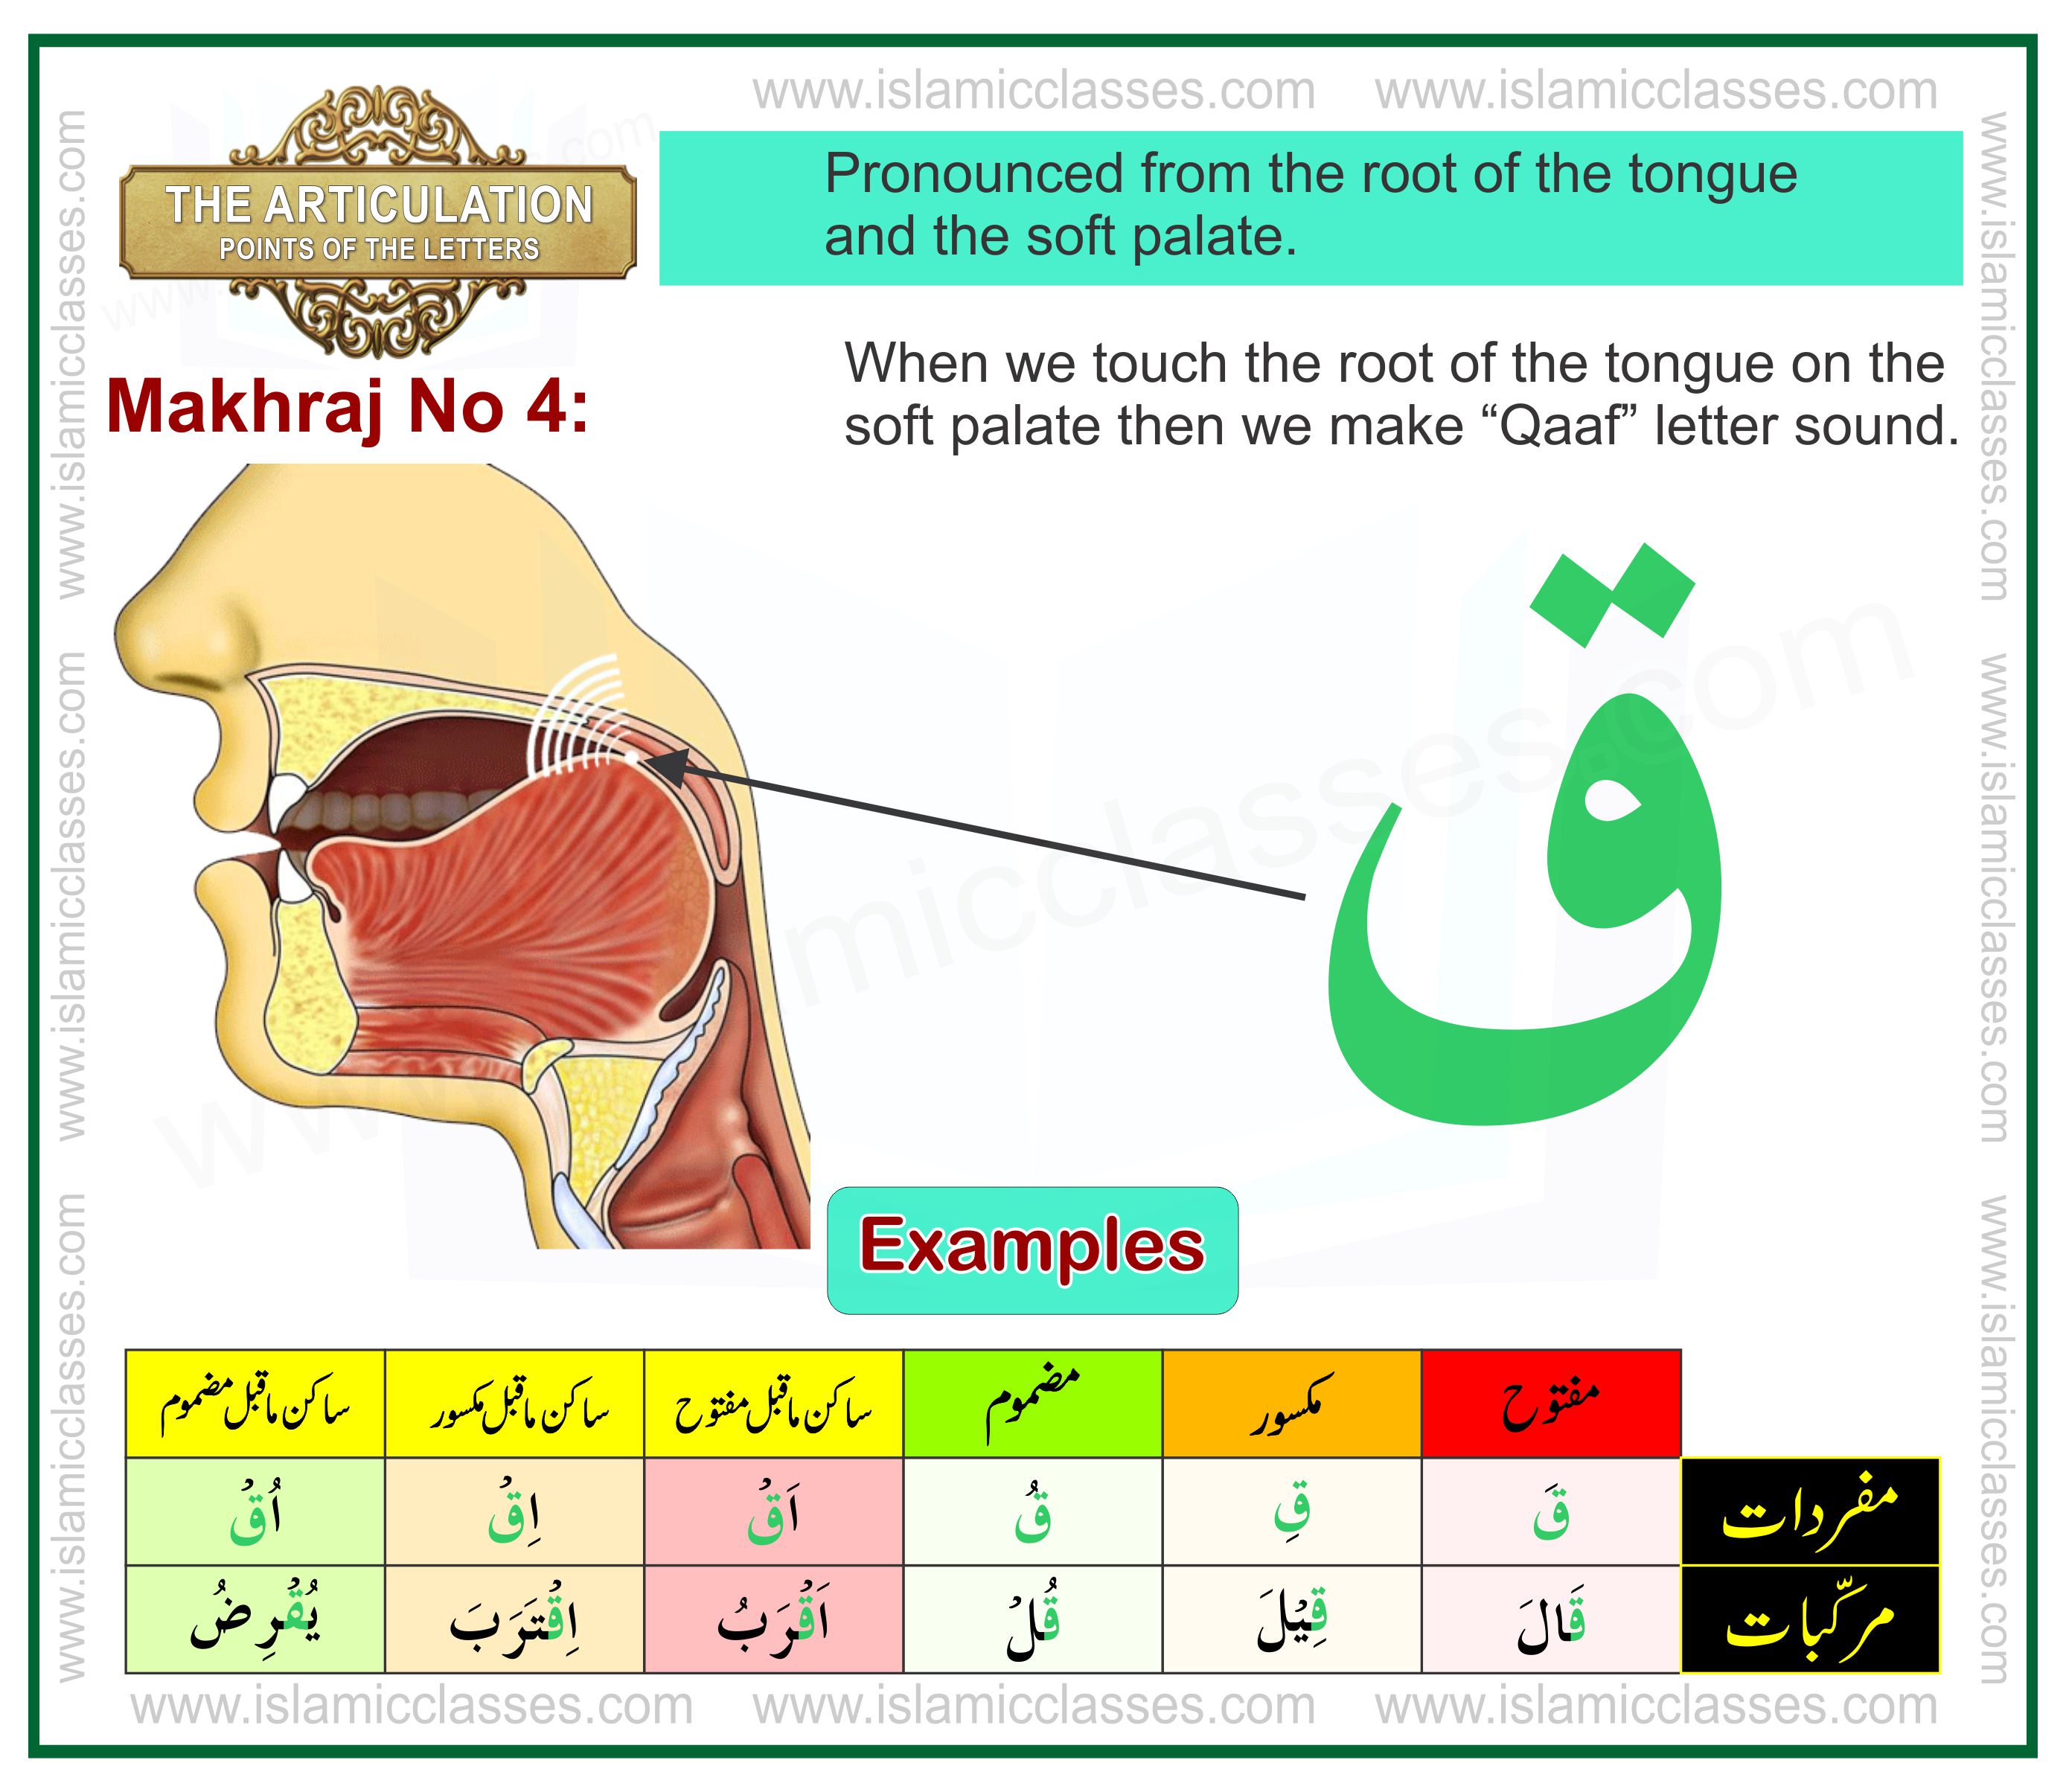 www.islamicclasses.com www.islamicclasses.com
THE ARTICULATION
POINTS OF THE LETTERS
Pronounced from the root of the tongue
and the soft palate.
Makhraj No 4:
When we touch the root of the tongue on the
soft palate then we make “Qaaf” letter sound.
ق
Examples
مفتوح مکسور مضموم ساکن ماقبل مفتوح ساکن ماقبل مکسور ساکن ماقبل مضموم
مفردات قَ قِ قُ اَقْ اِقْ اُقْ
مرکّبات قَالَ قِيْلَ قُلْ اَقْرَبُ اِقْتَرَبَ يُقْرِضُ
www.islamicclasses.com www.islamicclasses.com www.islamicclasses.com
www.islamicclasses.com www.islamicclasses.com www.islamicclasses.com
www.islamicclasses.com www.islamicclasses.com www.islamicclasses.com